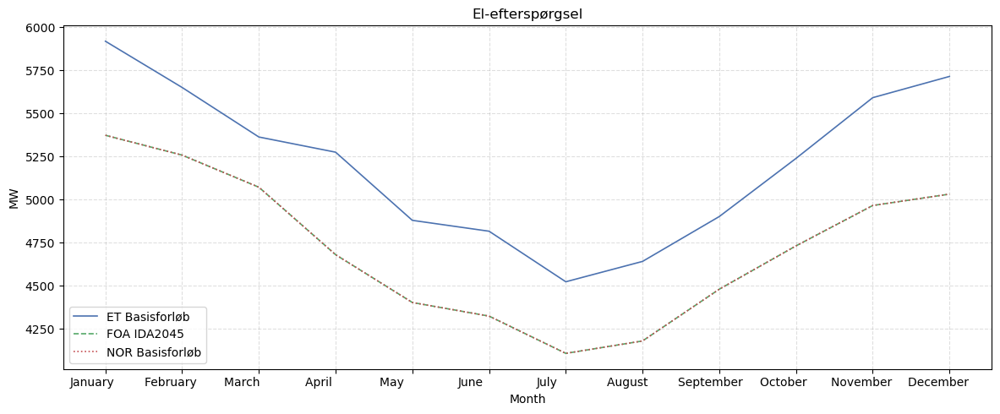 El-efterspørgsel
6000
5750
5500
5250
5000
4750
4500
4250
MW
ET Basisforløb
FOA IDA2045
NOR Basisforløb
January February March April May June July August September October November December
Month